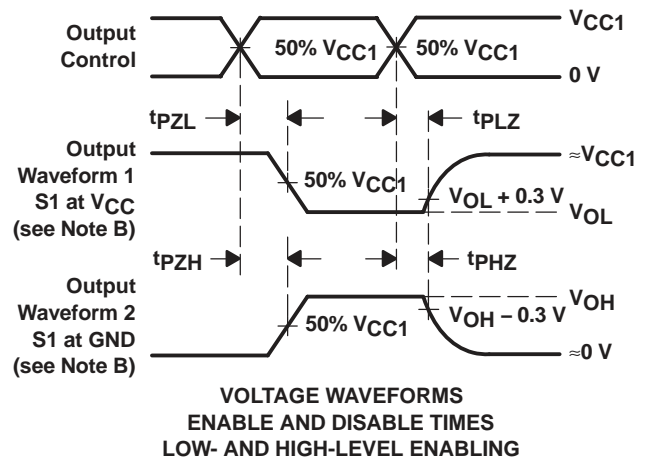 Output
Control
50% VCC1
50% VCC1
VCC1
0 V
tPZL
tPLZ
Output
Waveform 1
S1 at VCC
(see Note B)
50% VCC1
≈VCC1
VOL + 0.3 V
VOL
tPZH
tPHZ
Output
Waveform 2
S1 at GND
(see Note B)
50% VCC1
VOH
VOH − 0.3 V
≈0 V
VOLTAGE WAVEFORMS
ENABLE AND DISABLE TIMES
LOW- AND HIGH-LEVEL ENABLING